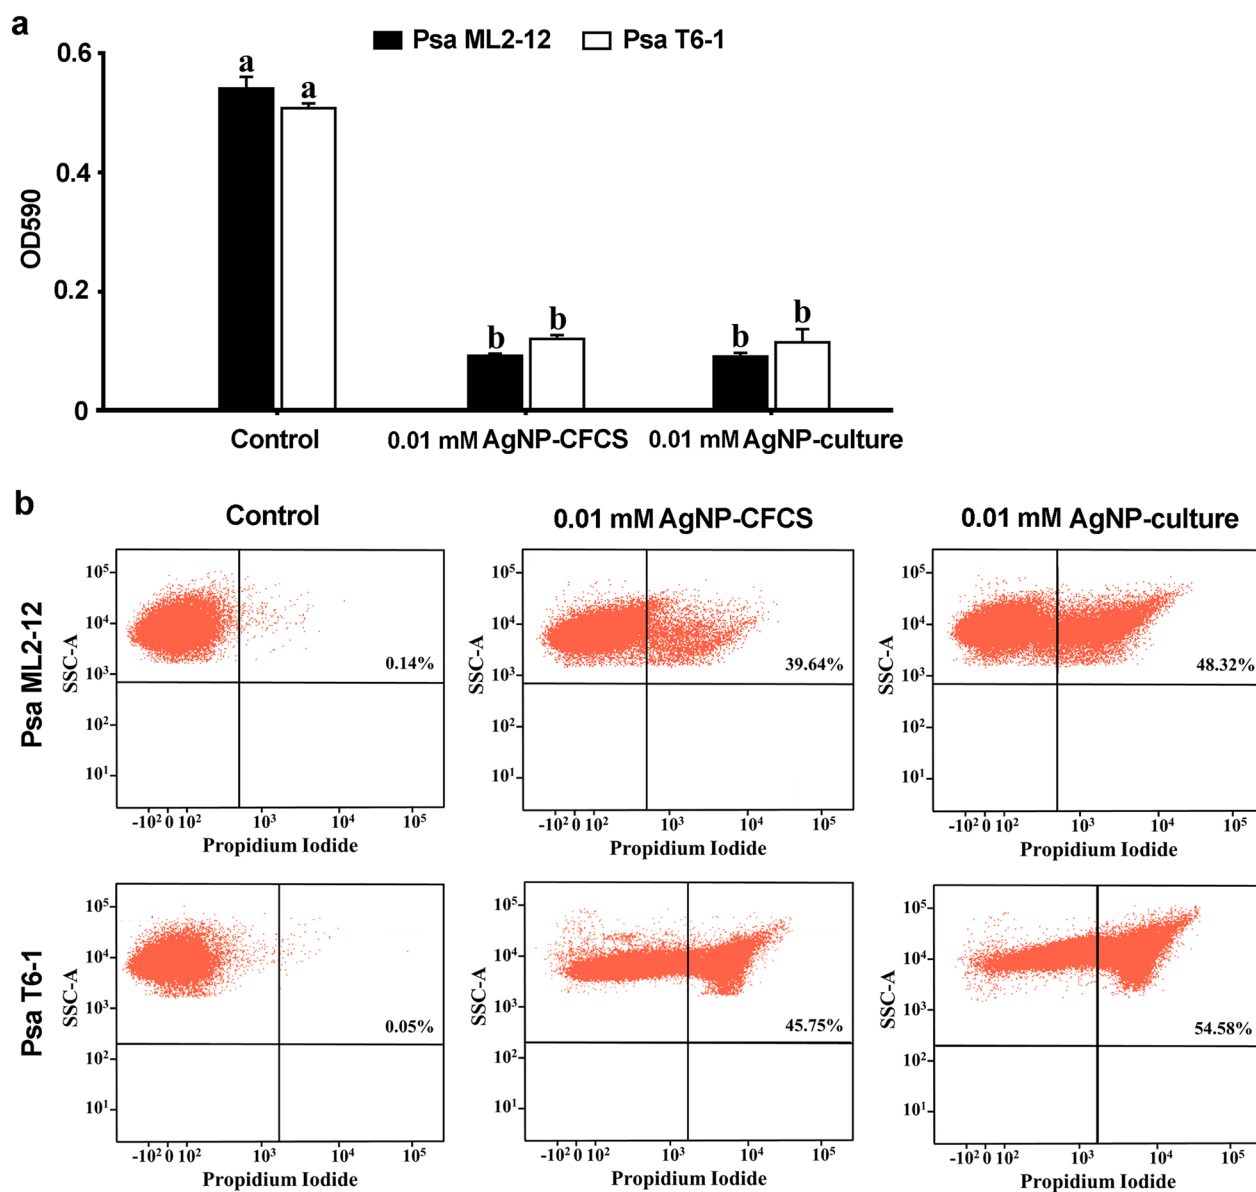 a
Psa ML2-12
Psa T6-1
0.6
0.4
0.2
0
OD590
a
a
b
b
b
b
Control
0.01 mM AgNP-CFCS
0.01 mM AgNP-culture
b
Control
0.01 mM AgNP-CFCS
0.01 mM AgNP-culture
Psa ML2-12
SSC-A
10⁵
10⁴
10³
10²
10¹
0.14%
-10² 0 10² 10³ 10⁴ 10⁵
Propidium Iodide
SSC-A
10⁵
10⁴
10³
10²
10¹
39.64%
-10² 0 10² 10³ 10⁴ 10⁵
Propidium Iodide
SSC-A
10⁵
10⁴
10³
10²
10¹
48.32%
-10² 0 10² 10³ 10⁴ 10⁵
Propidium Iodide
Psa T6-1
SSC-A
10⁵
10⁴
10³
10²
10¹
0.05%
-10² 0 10² 10³ 10⁴ 10⁵
Propidium Iodide
SSC-A
10⁵
10⁴
10³
10²
10¹
45.75%
-10² 0 10² 10³ 10⁴ 10⁵
Propidium Iodide
SSC-A
10⁵
10⁴
10³
10²
10¹
54.58%
-10² 0 10² 10³ 10⁴ 10⁵
Propidium Iodide